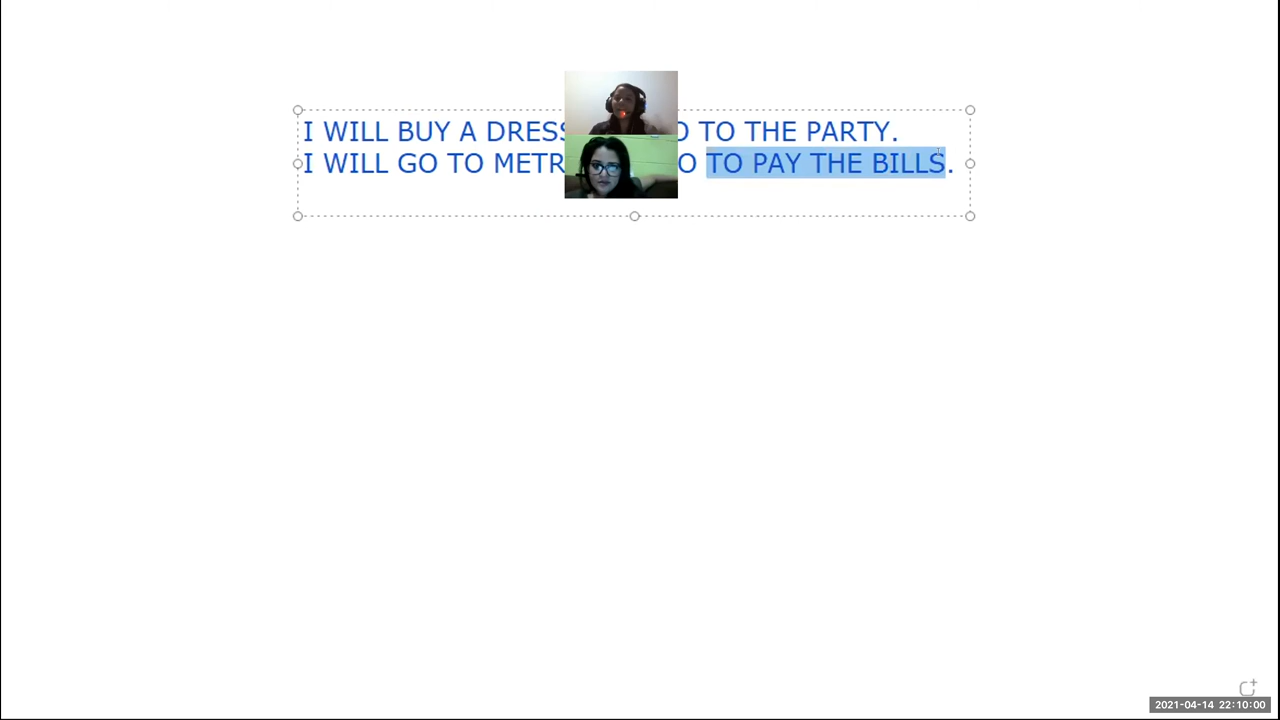 I WILL BUY A DRESS TO THE PARTY.
I WILL GO TO TO PAY THE BILLS.
2021-04-14 22:10:00